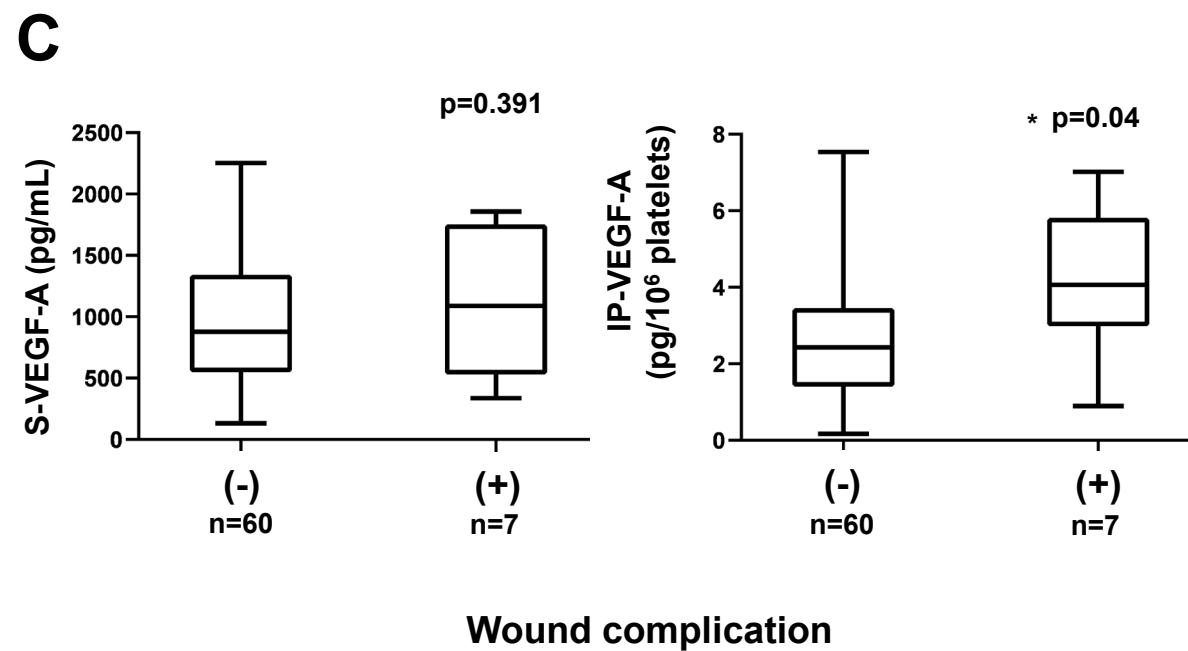 C
p=0.391
S-VEGF-A (pg/mL)
2500
2000
1500
1000
500
0
(-)
(+)
n=60
n=7
* p=0.04
IP-VEGF-A
(pg/10⁶ platelets)
8
6
4
2
0
(-)
(+)
n=60
n=7
Wound complication